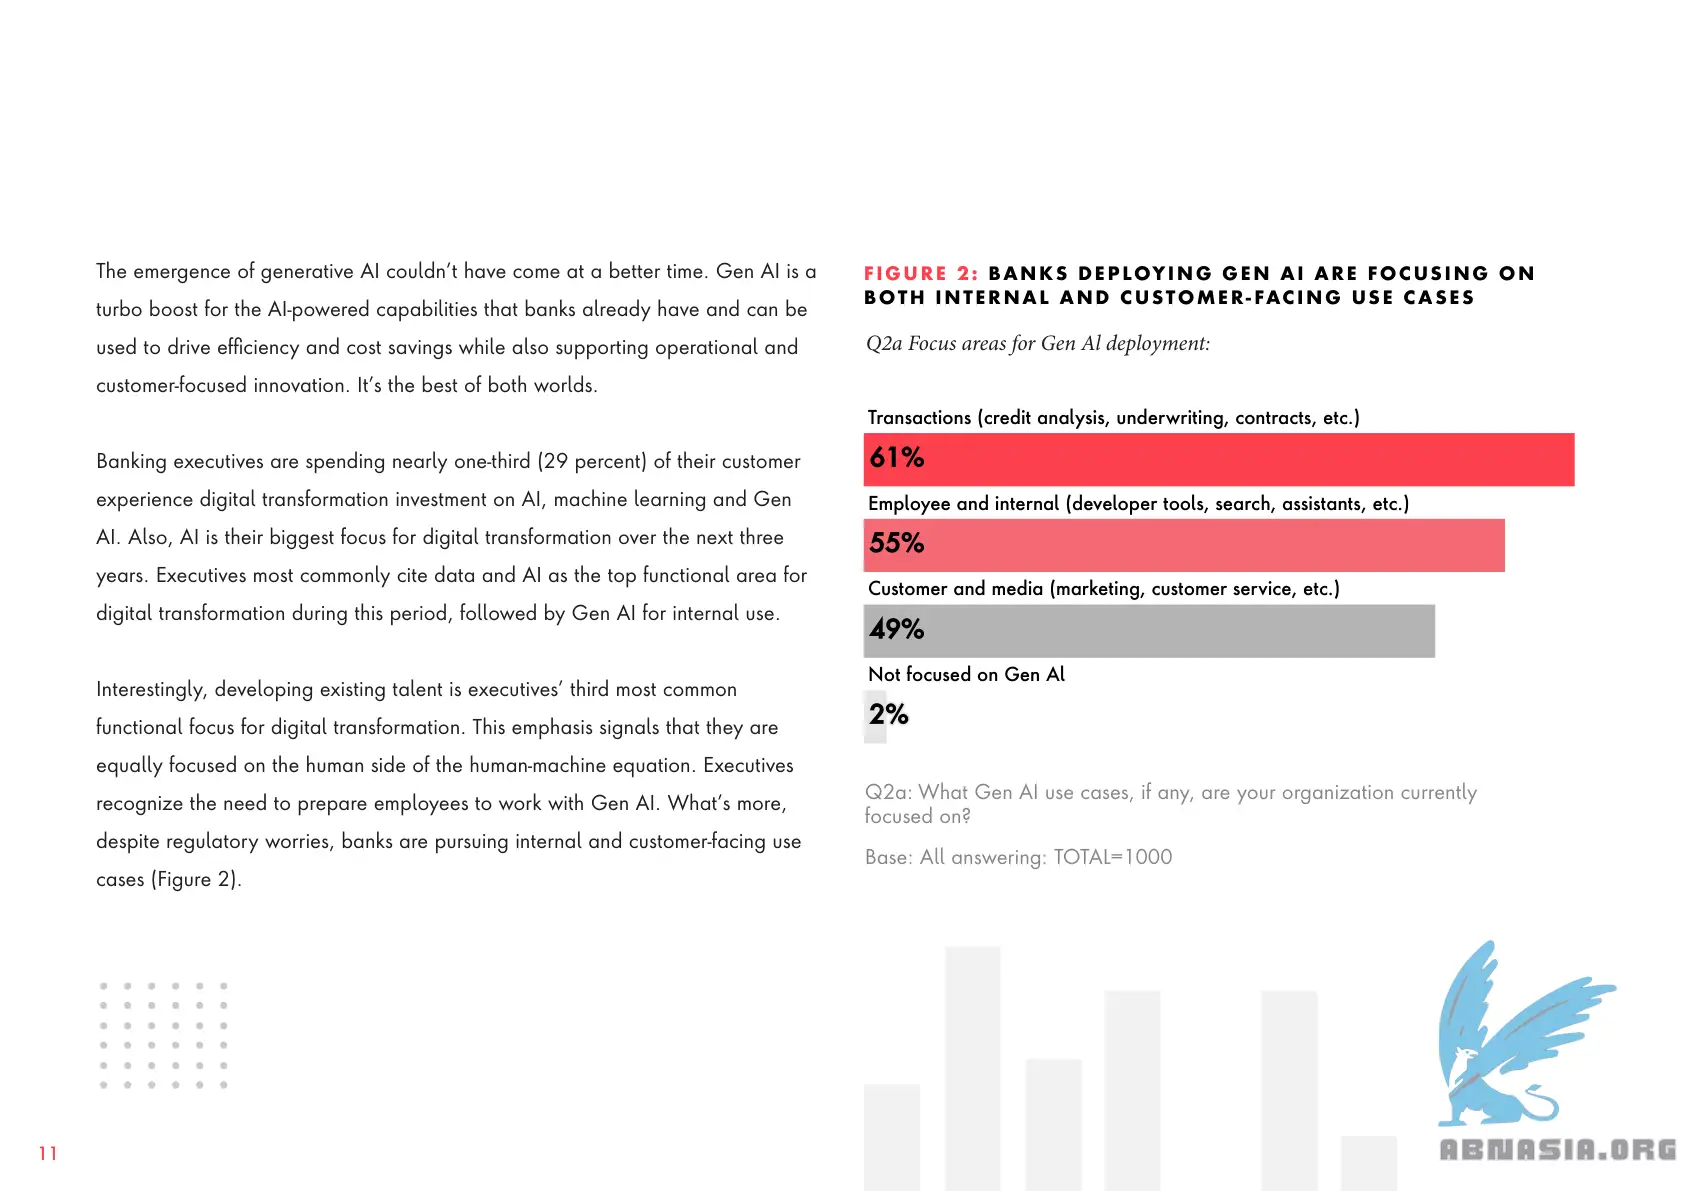 The emergence of generative AI couldn’t have come at a better time. Gen AI is a
turbo boost for the AI-powered capabilities that banks already have and can be
used to drive efficiency and cost savings while also supporting operational and
customer-focused innovation. It’s the best of both worlds.
Banking executives are spending nearly one-third (29 percent) of their customer
experience digital transformation investment on AI, machine learning and Gen
AI. Also, AI is their biggest focus for digital transformation over the next three
years. Executives most commonly cite data and AI as the top functional area for
digital transformation during this period, followed by Gen AI for internal use.
Interestingly, developing existing talent is executives’ third most common
functional focus for digital transformation. This emphasis signals that they are
equally focused on the human side of the human-machine equation. Executives
recognize the need to prepare employees to work with Gen AI. What’s more,
despite regulatory worries, banks are pursuing internal and customer-facing use
cases (Figure 2).
FIGURE 2: BANKS DEPLOYING GEN AI ARE FOCUSING ON
BOTH INTERNAL AND CUSTOMER-FACING USE CASES
Q2a Focus areas for Gen Al deployment:
Transactions (credit analysis, underwriting, contracts, etc.)
61%
Employee and internal (developer tools, search, assistants, etc.)
55%
Customer and media (marketing, customer service, etc.)
49%
Not focused on Gen Al
2%
Q2a: What Gen AI use cases, if any, are your organization currently
focused on?
Base: All answering: TOTAL=1000
11
ABNASIA.ORG